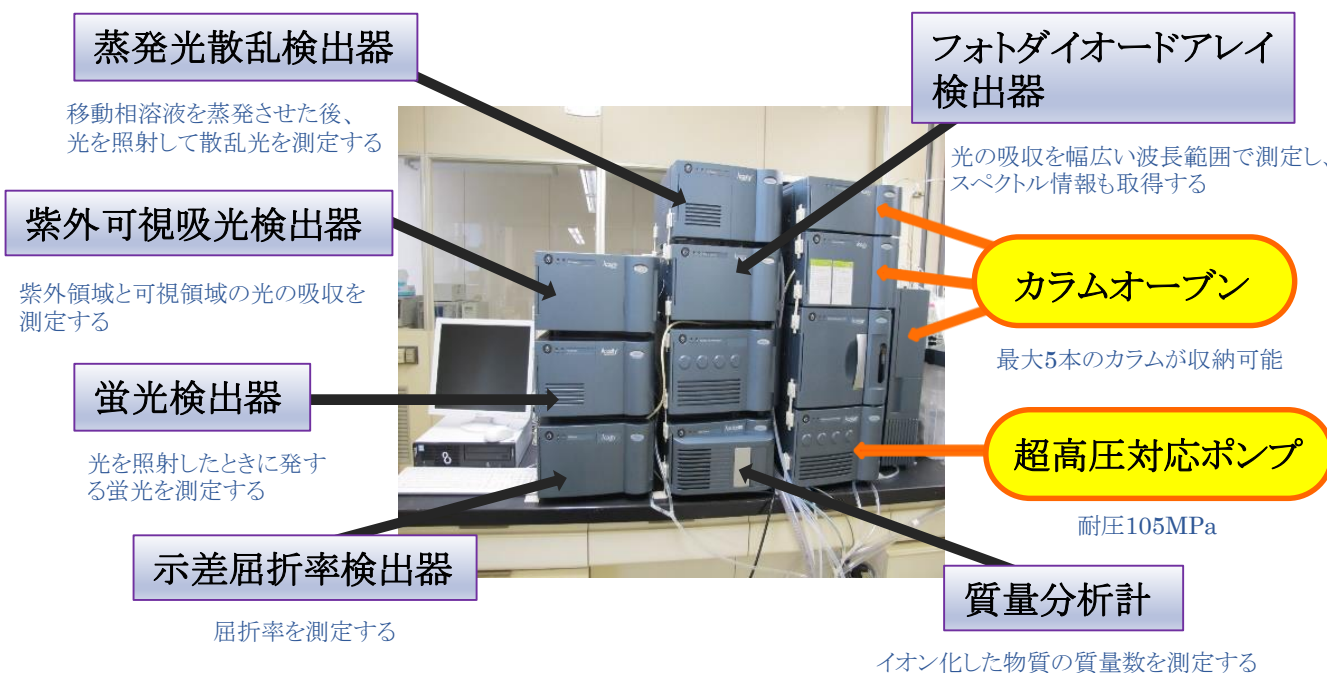 蒸発光散乱検出器
移動相溶液を蒸発させた後、
光を照射して散乱光を測定する
フォトダイオードアレイ
検出器
光の吸収を幅広い波長範囲で測定し、
スペクトル情報も取得する
紫外可視吸光検出器
紫外領域と可視領域の光の吸収を
測定する
カラムオーブン
最大5本のカラムが収納可能
蛍光検出器
光を照射したときに発す
る蛍光を測定する
超高圧対応ポンプ
耐圧105MPa
示差屈折率検出器
屈折率を測定する
質量分析計
イオン化した物質の質量数を測定する